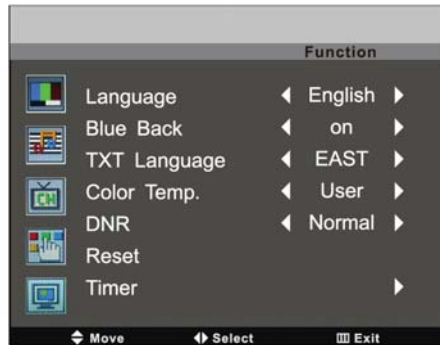 Function
Language English
Blue Back on
TXT Language EAST
Color Temp. User
DNR Normal
Reset
Timer
CH
Move Select Exit